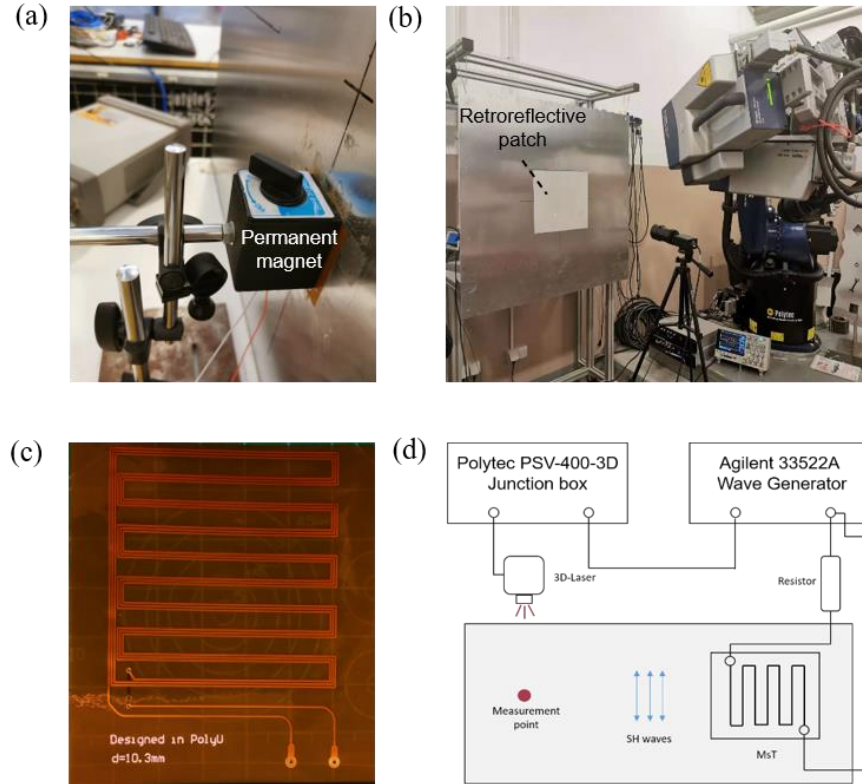 (a)
Permanent
magnet
(b)
Retroreflective
patch
Polytec
(c)
Designed in PolyU
d=10.3mm
(d)
Polytec PSV-400-3D
Junction box
Agilent 33522A
Wave Generator
3D-Laser
Resistor
Measurement
point
SH waves
MsT